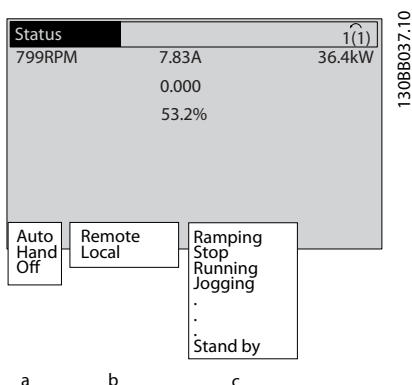 Status 1(1)
799RPM 7.83A 36.4kW
0.000
53.2%
Auto
Hand
Off
Remote
Local
Ramping
Stop
Running
Jogging
.
.
.
Stand by
a b c
130BB037.10